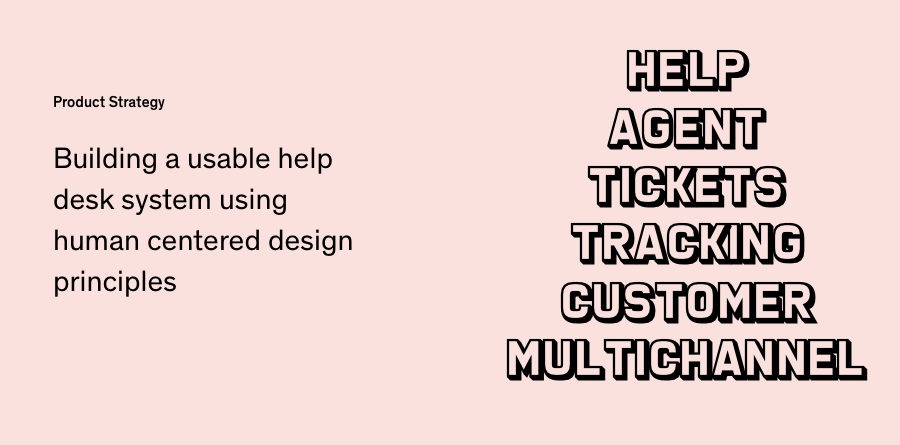 Product Strategy
Building a usable help
desk system using
human centered design
principles
HELP
AGENT
TICKETS
TRACKING
CUSTOMER
MULTICHANNEL